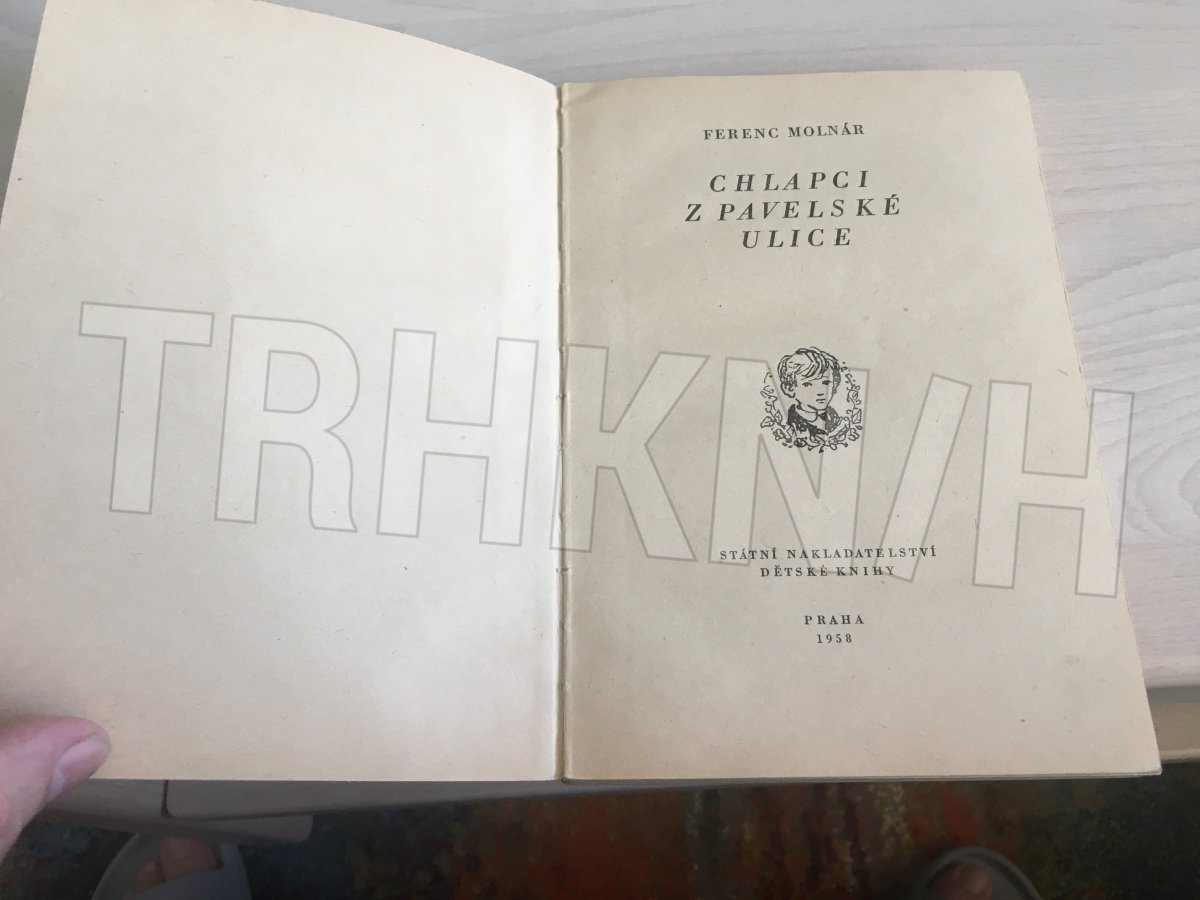 FERENC MOLNÁR
CHLAPCI
Z PAVELSKÉ
ULICE
TRHKNIH
STÁTNÍ NAKLADATELSTVÍ
DĚTSKÉ KNIHY
PRAHA
1958